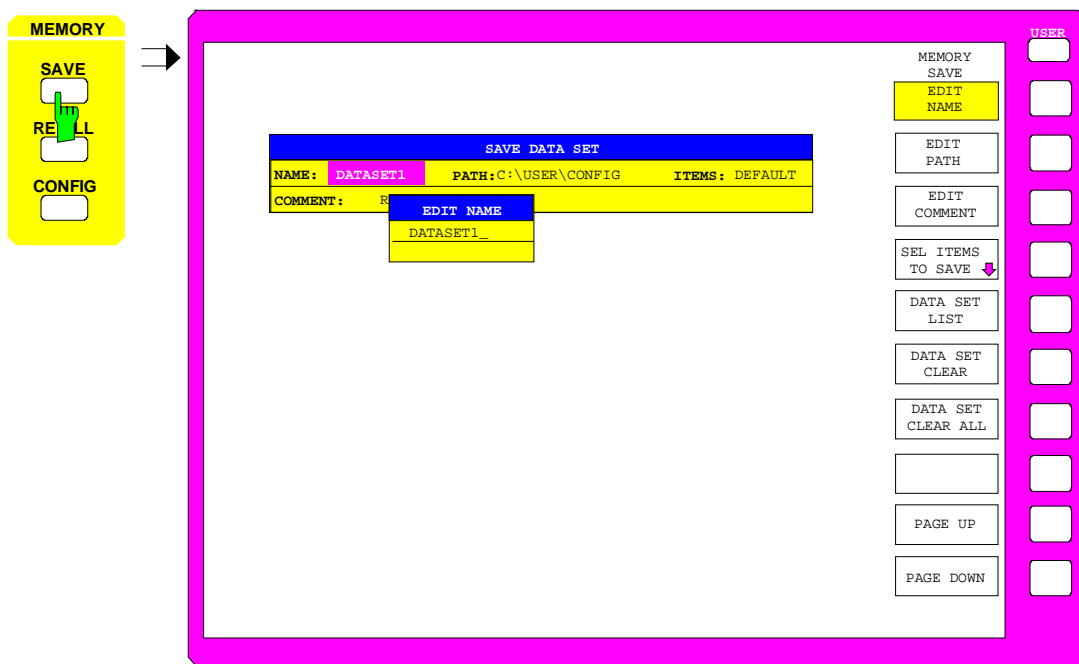 MEMORY
SAVE
RE LL
CONFIG
USER
MEMORY
SAVE
EDIT
NAME
EDIT
PATH
EDIT
COMMENT
SEL ITEMS
TO SAVE
DATA SET
LIST
DATA SET
CLEAR
DATA SET
CLEAR ALL
PAGE UP
PAGE DOWN
SAVE DATA SET
NAME: DATASET1 PATH:C:\USER\CONFIG ITEMS: DEFAULT
COMMENT: R
EDIT NAME
DATASET1_